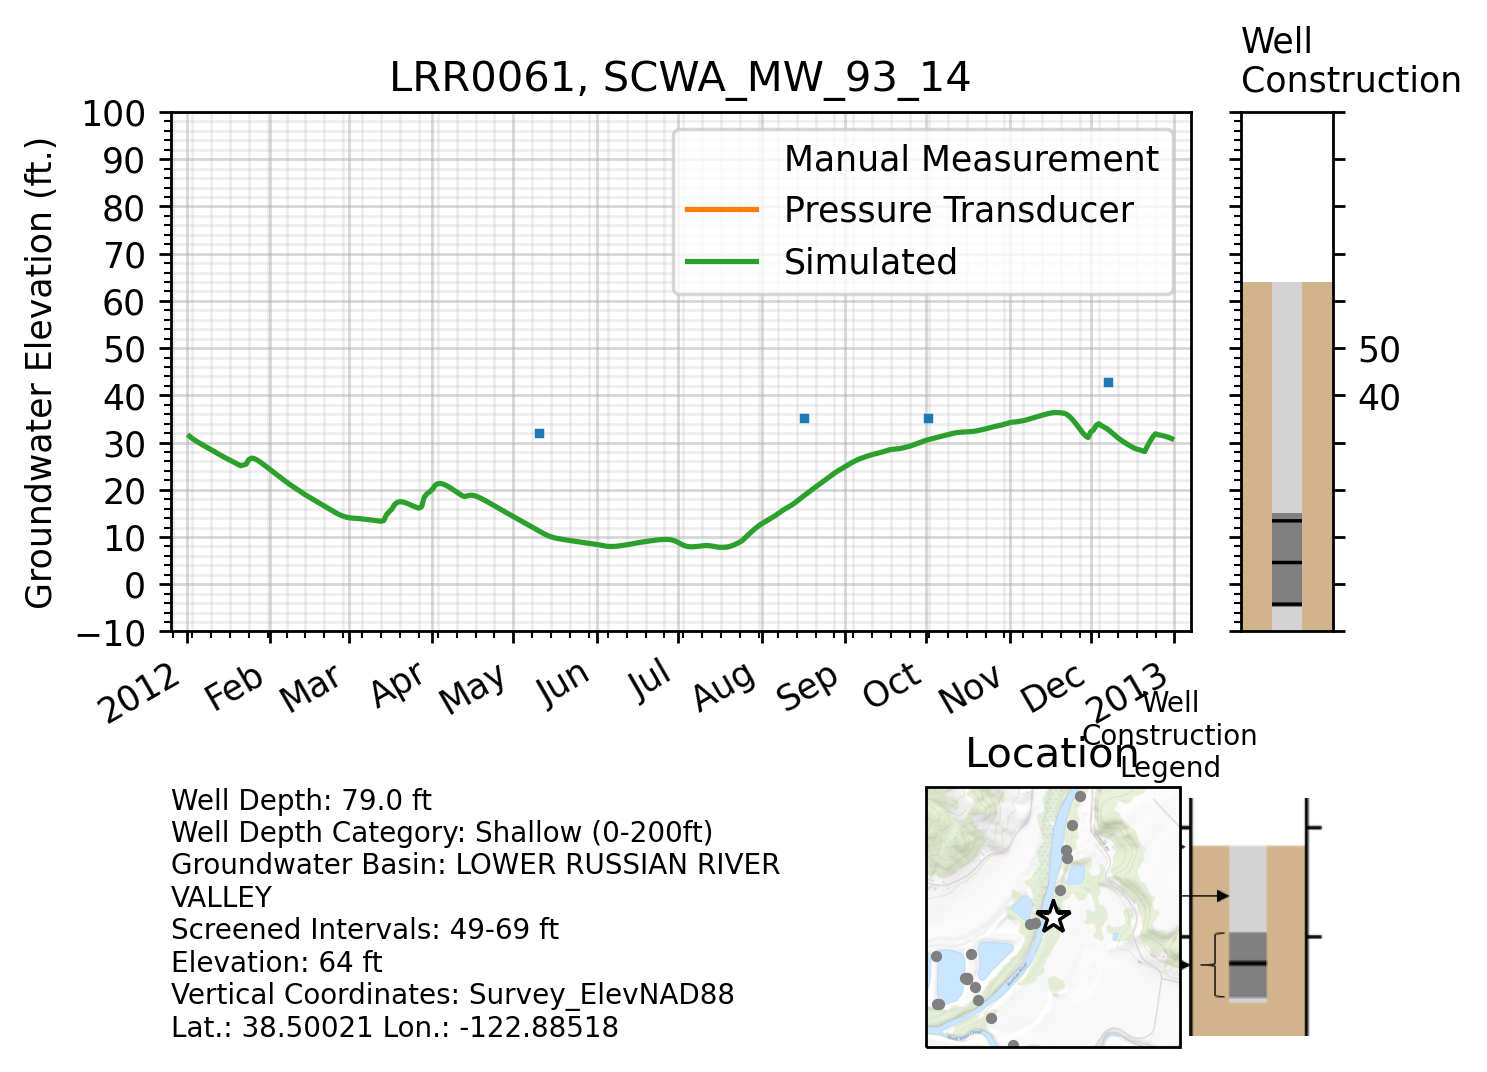 Well
Construction
LRR0061, SCWA_MW_93_14
Groundwater Elevation (ft.)
100
90
80
70
60
50
40
30
20
10
0
−10
Manual Measurement
Pressure Transducer
Simulated
50
40
2012
Feb
Mar
Apr
May
Jun
Jul
Aug
Sep
Oct
Nov
Dec
2013
Well
Construction
Legend
Location
Well Depth: 79.0 ft
Well Depth Category: Shallow (0-200ft)
Groundwater Basin: LOWER RUSSIAN RIVER
VALLEY
Screened Intervals: 49-69 ft
Elevation: 64 ft
Vertical Coordinates: Survey_ElevNAD88
Lat.: 38.50021 Lon.: -122.88518